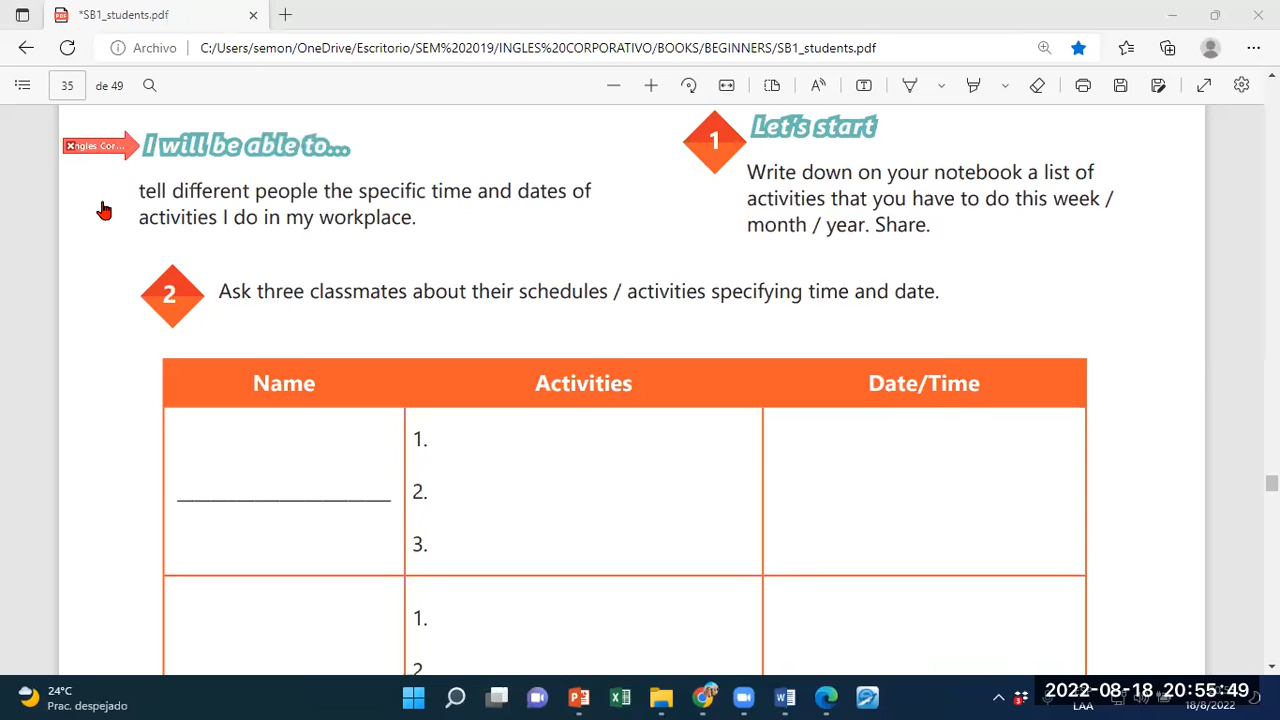 *SB1_students.pdf
Archivo
C:/Users/semon/OneDrive/Escritorio/SEM%202019/INGLES%20CORPORATIVO/BOOKS/BEGINNERS/SB1_students.pdf
35 de 49
ngles Cor...
I will be able to...
tell different people the specific time and dates of
activities I do in my workplace.
1
Let's start
Write down on your notebook a list of
activities that you have to do this week /
month / year. Share.
2
Ask three classmates about their schedules / activities specifying time and date.
Name Activities Date/Time
1.
2.
3.
1.
2
24°C
Prac. despejado
LAA
2022-08-18 20:55:49
18/8/2022